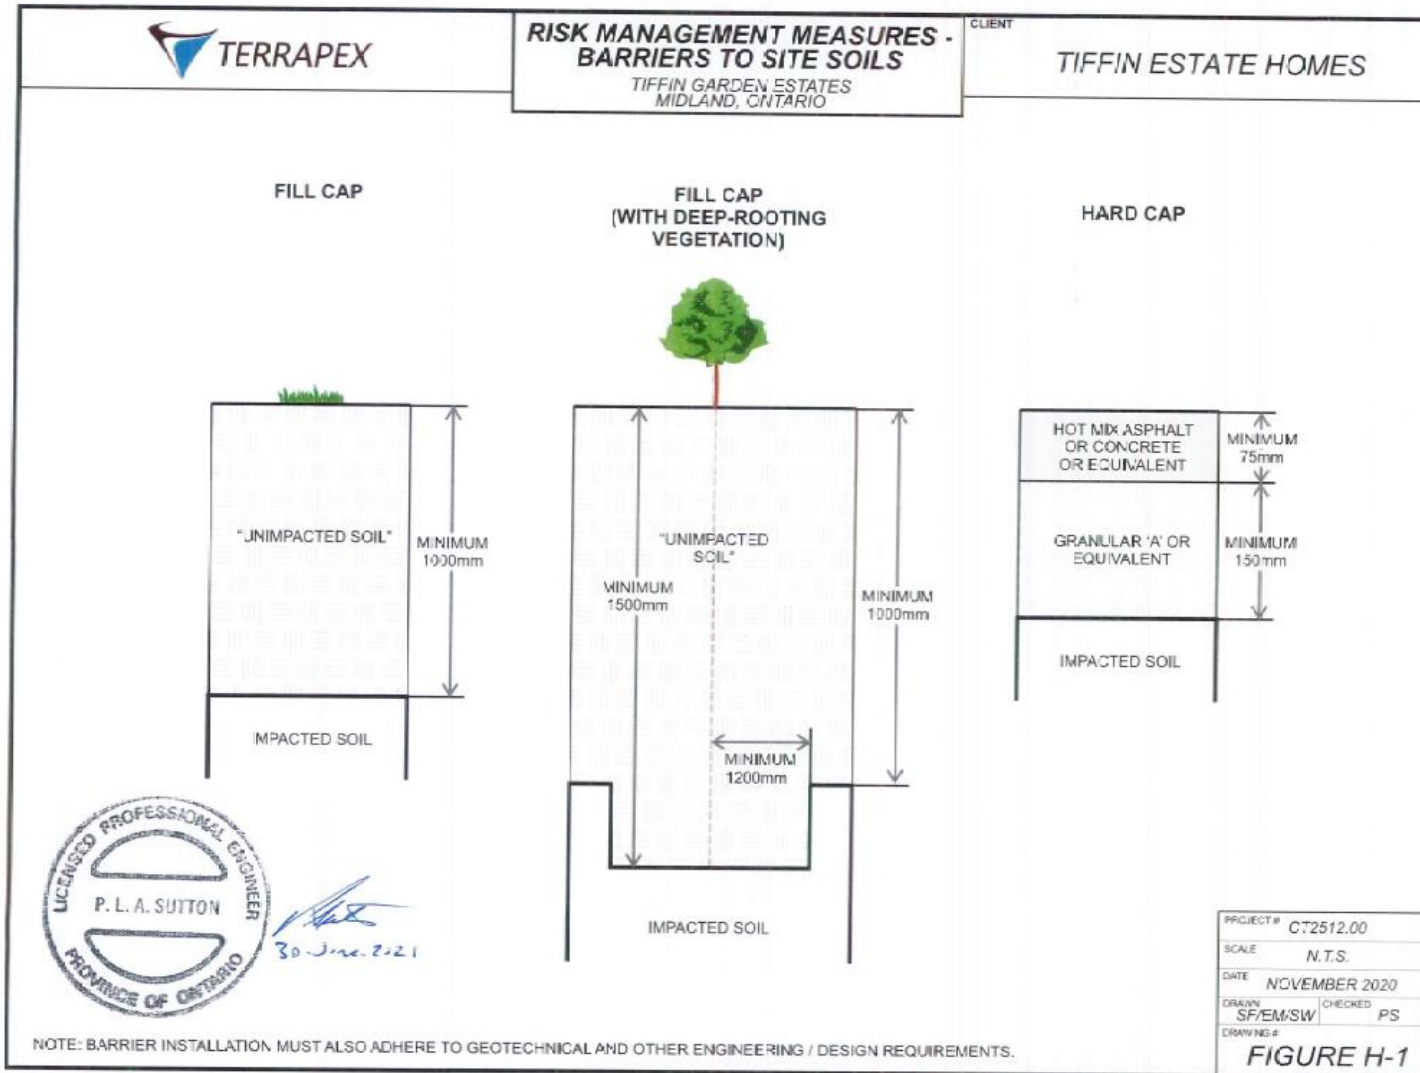 TERRAPEX
RISK MANAGEMENT MEASURES -
BARRIERS TO SITE SOILS
TIFFIN GARDEN ESTATES
MIDLAND, ONTARIO
CLIENT
TIFFIN ESTATE HOMES
FILL CAP
"UNIMPACTED SOIL"
MINIMUM
1000mm
IMPACTED SOIL
FILL CAP
(WITH DEEP-ROOTING
VEGETATION)
"UNIMPACTED
SOIL"
MINIMUM
1500mm
MINIMUM
1000mm
MINIMUM
1200mm
IMPACTED SOIL
HARD CAP
HOT MIX ASPHALT
OR CONCRETE
OR EQUIVALENT
MINIMUM
75mm
GRANULAR 'A' OR
EQUIVALENT
MINIMUM
150mm
IMPACTED SOIL
LICENSED PROFESSIONAL ENGINEER
P. L. A. SUTTON
PROVINCE OF ONTARIO
30-June-2021
NOTE: BARRIER INSTALLATION MUST ALSO ADHERE TO GEOTECHNICAL AND OTHER ENGINEERING / DESIGN REQUIREMENTS.
PROJECT # CT2512.00
SCALE N.T.S.
DATE NOVEMBER 2020
DRAWN SF/EM/SW CHECKED PS
DRAWING #
FIGURE H-1